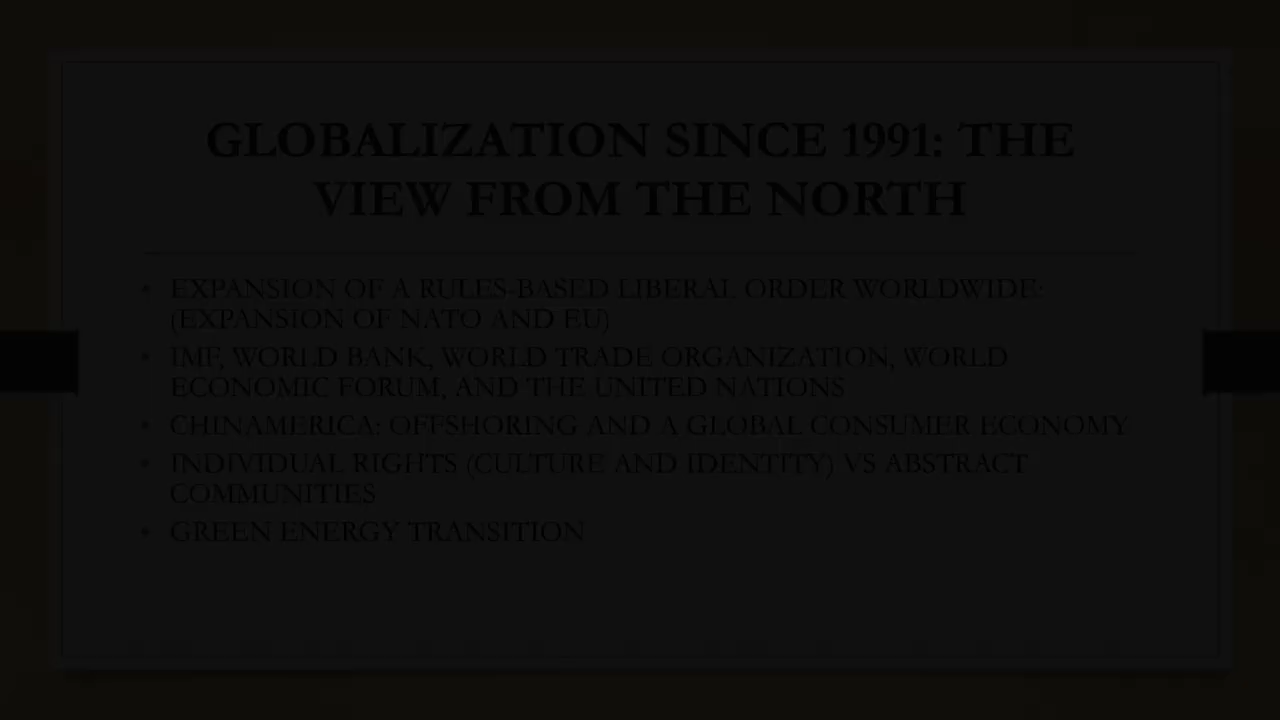 GLOBALIZATION SINCE 1991: THE
VIEW FROM THE NORTH
• EXPANSION OF A RULES-BASED LIBERAL ORDER WORLDWIDE:
(EXPANSION OF NATO AND EU)
• IMF, WORLD BANK, WORLD TRADE ORGANIZATION, WORLD
ECONOMIC FORUM, AND THE UNITED NATIONS
• CHINAMERICA: OFFSHORING AND A GLOBAL CONSUMER ECONOMY
• INDIVIDUAL RIGHTS (CULTURE AND IDENTITY) VS ABSTRACT
COMMUNITIES
• GREEN ENERGY TRANSITION